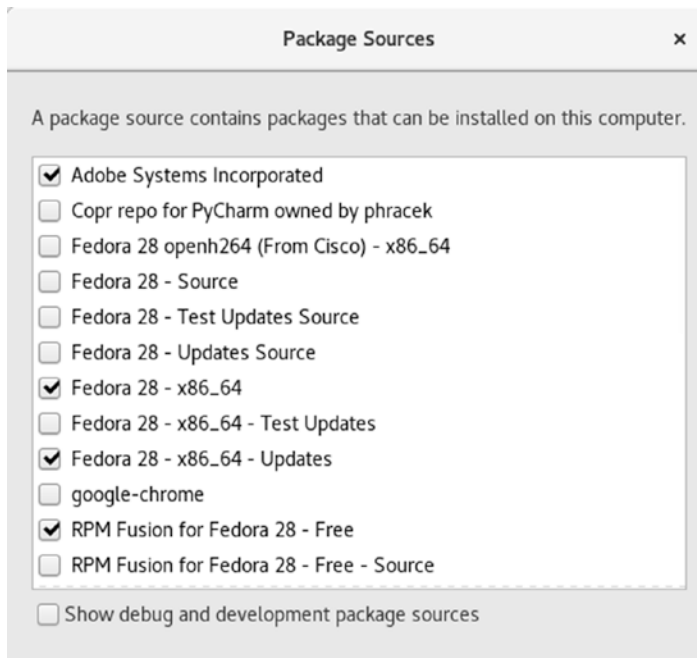 Package Sources
×
A package source contains packages that can be installed on this computer.
Adobe Systems Incorporated
Copr repo for PyCharm owned by phracek
Fedora 28 openh264 (From Cisco) - x86_64
Fedora 28 - Source
Fedora 28 - Test Updates Source
Fedora 28 - Updates Source
Fedora 28 - x86_64
Fedora 28 - x86_64 - Test Updates
Fedora 28 - x86_64 - Updates
google-chrome
RPM Fusion for Fedora 28 - Free
RPM Fusion for Fedora 28 - Free - Source
Show debug and development package sources